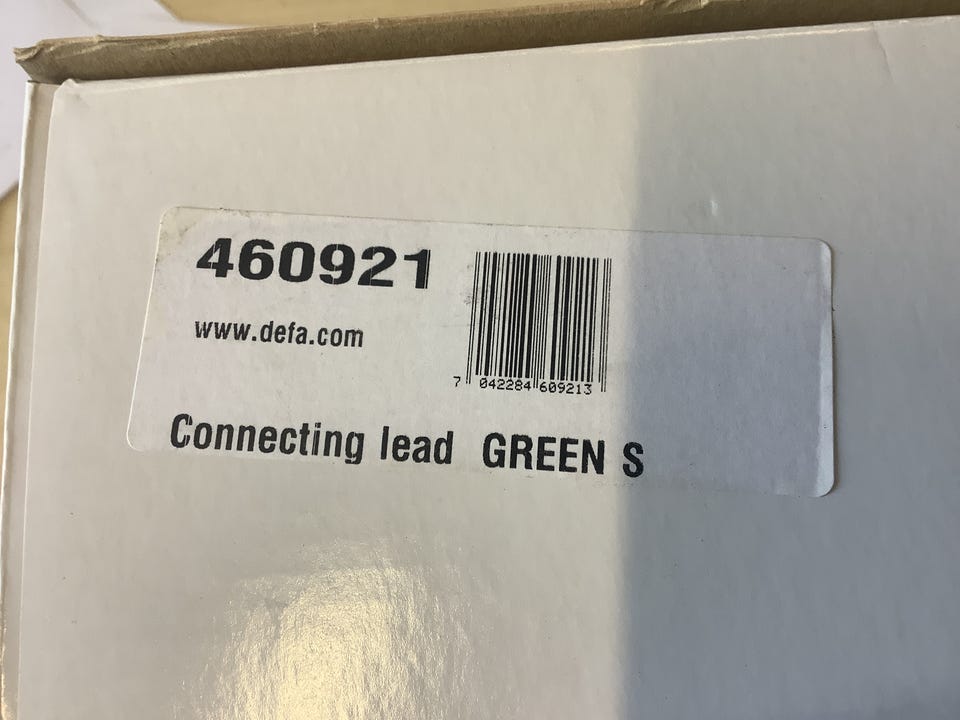 460921
www.defa.com
7 042284 609213
Connecting lead GREEN S